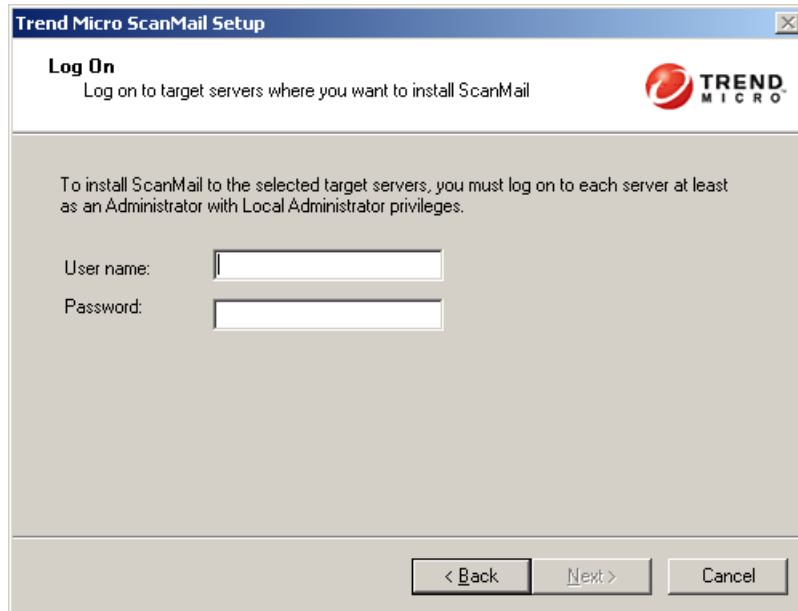 Trend Micro ScanMail Setup
Log On
Log on to target servers where you want to install ScanMail
TREND
MICRO
To install ScanMail to the selected target servers, you must log on to each server at least
as an Administrator with Local Administrator privileges.
User name:
Password:
< Back
Next >
Cancel